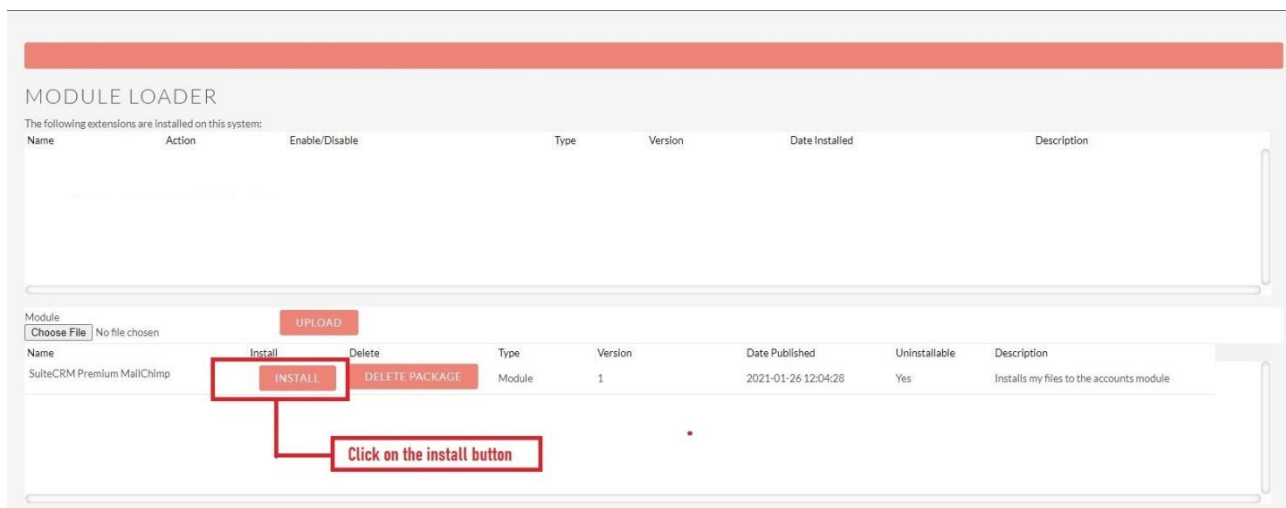 MODULE LOADER
The following extensions are installed on this system:
Name Action Enable/Disable Type Version Date Installed Description
Module
Choose File No file chosen UPLOAD
Name Install Delete Type Version Date Published Uninstallable Description
SuiteCRM Premium MailChimp INSTALL DELETE PACKAGE Module 1 2021-01-26 12:04:28 Yes Installs my files to the accounts module
Click on the install button